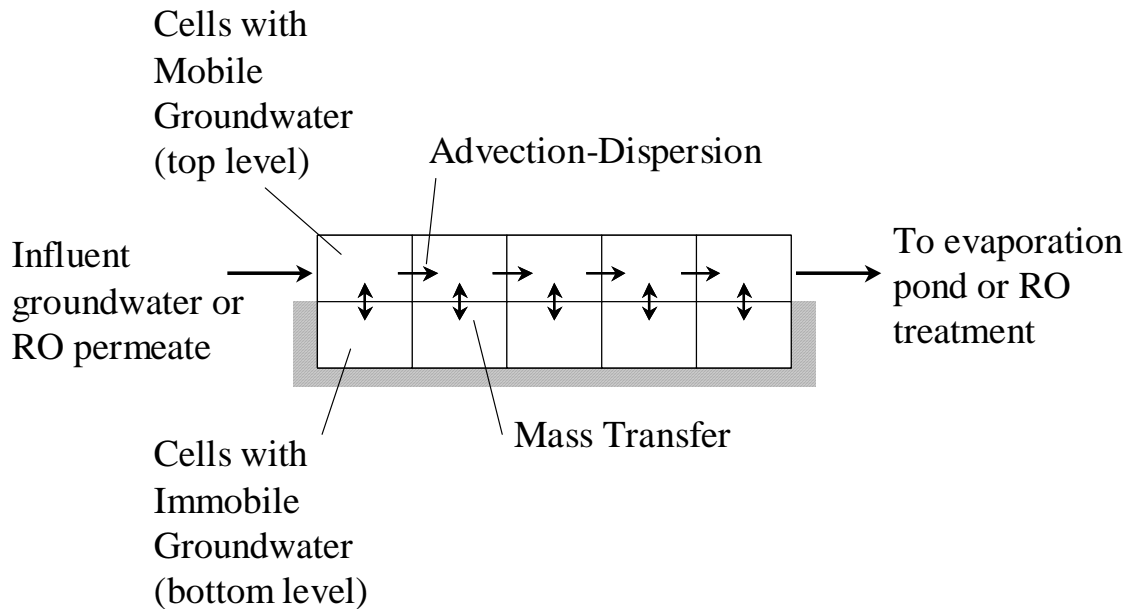 Cells with
Mobile
Groundwater
(top level)
Advection-Dispersion
Influent
groundwater or
RO permeate
To evaporation
pond or RO
treatment
Mass Transfer
Cells with
Immobile
Groundwater
(bottom level)